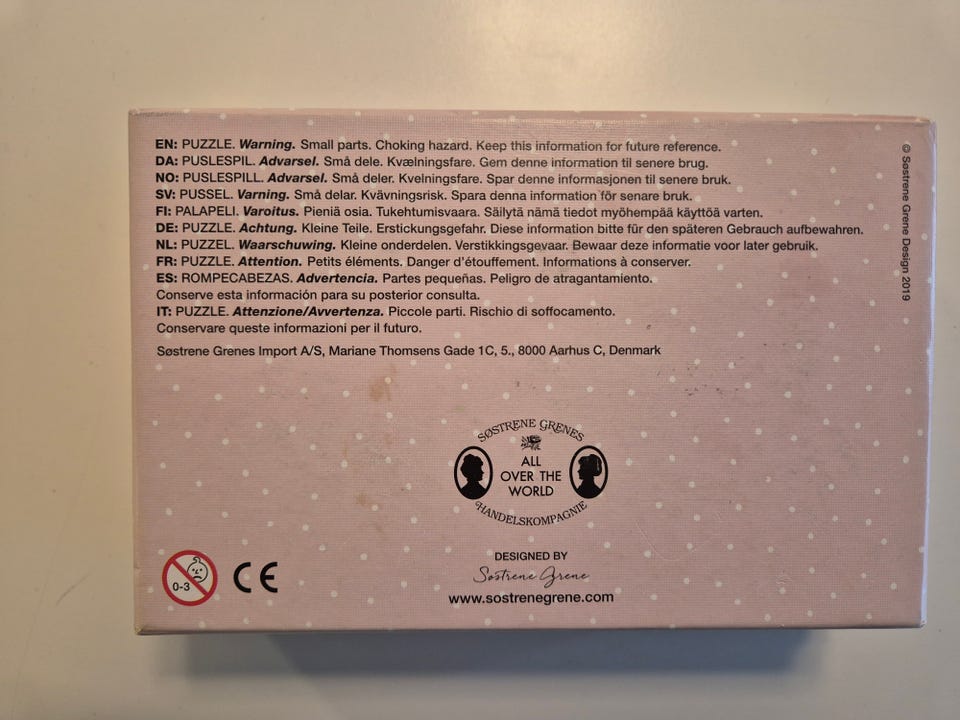 EN: PUZZLE. Warning. Small parts. Choking hazard. Keep this information for future reference.
DA: PUSLESPIL. Advarsel. Små dele. Kvælningsfare. Gem denne information til senere brug.
NO: PUSLESPILL. Advarsel. Små deler. Kvelningsfare. Spar denne informasjonen til senere bruk.
SV: PUSSEL. Varning. Små delar. Kvävningsrisk. Spara denna information för senare bruk.
FI: PALAPELI. Varoitus. Pieniä osia. Tukehtumisvaara. Säilytä nämä tiedot myöhempää käyttöä varten.
DE: PUZZLE. Achtung. Kleine Teile. Erstickungsgefahr. Diese information bitte für den späteren Gebrauch aufbewahren.
NL: PUZZEL. Waarschuwing. Kleine onderdelen. Verstikkingsgevaar. Bewaar deze informatie voor later gebruik.
FR: PUZZLE. Attention. Petits éléments. Danger d'étouffement. Informations à conserver.
ES: ROMPECABEZAS. Advertencia. Partes pequeñas. Peligro de atragantamiento.
Conserve esta información para su posterior consulta.
IT: PUZZLE. Attenzione/Avvertenza. Piccole parti. Rischio di soffocamento.
Conservare queste informazioni per il futuro.
Søstrene Grenes Import A/S, Mariane Thomsens Gade 1C, 5., 8000 Aarhus C, Denmark
© Søstrene Grene Design 2019
SØSTRENE GRENES
ALL
OVER THE
WORLD
HANDELSKOMPAGNIE
DESIGNED BY
Søstrene Grene
www.sostrenegrene.com
0-3
CE